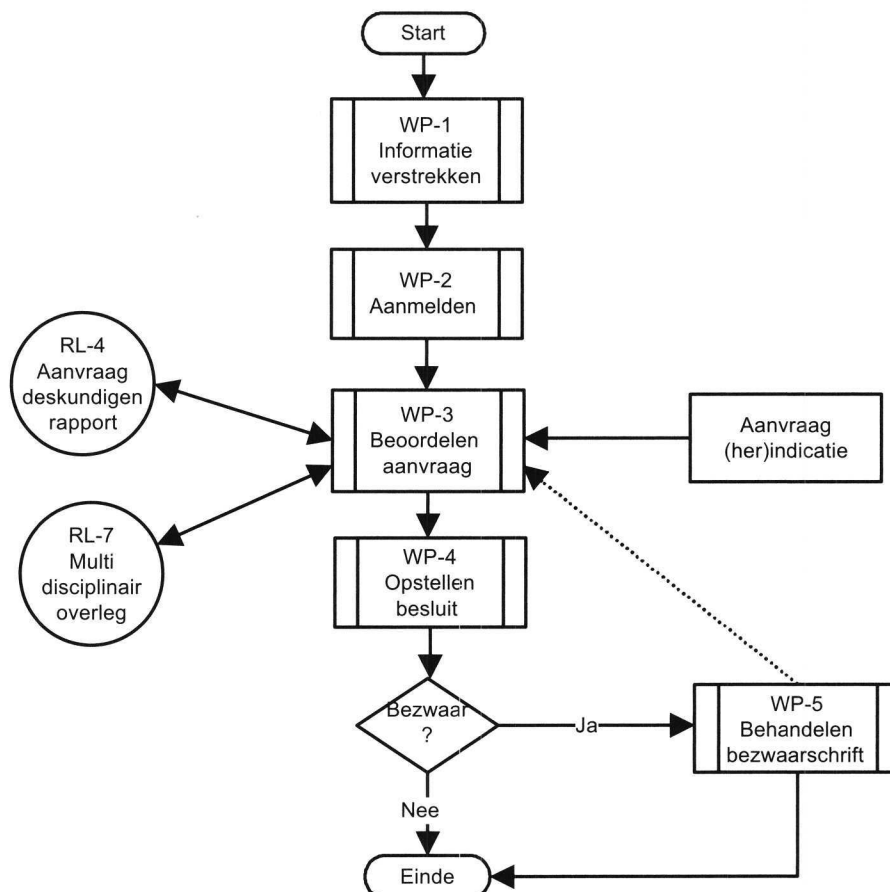 Start
WP-1
Informatie
verstrekken
WP-2
Aanmelden
RL-4
Aanvraag
deskundigen
rapport
WP-3
Beoordelen
aanvraag
Aanvraag
(her)indicatie
RL-7
Multi
disciplinair
overleg
WP-4
Opstellen
besluit
Bezwaar
?
Ja
WP-5
Behandelen
bezwaarschrift
Nee
Einde